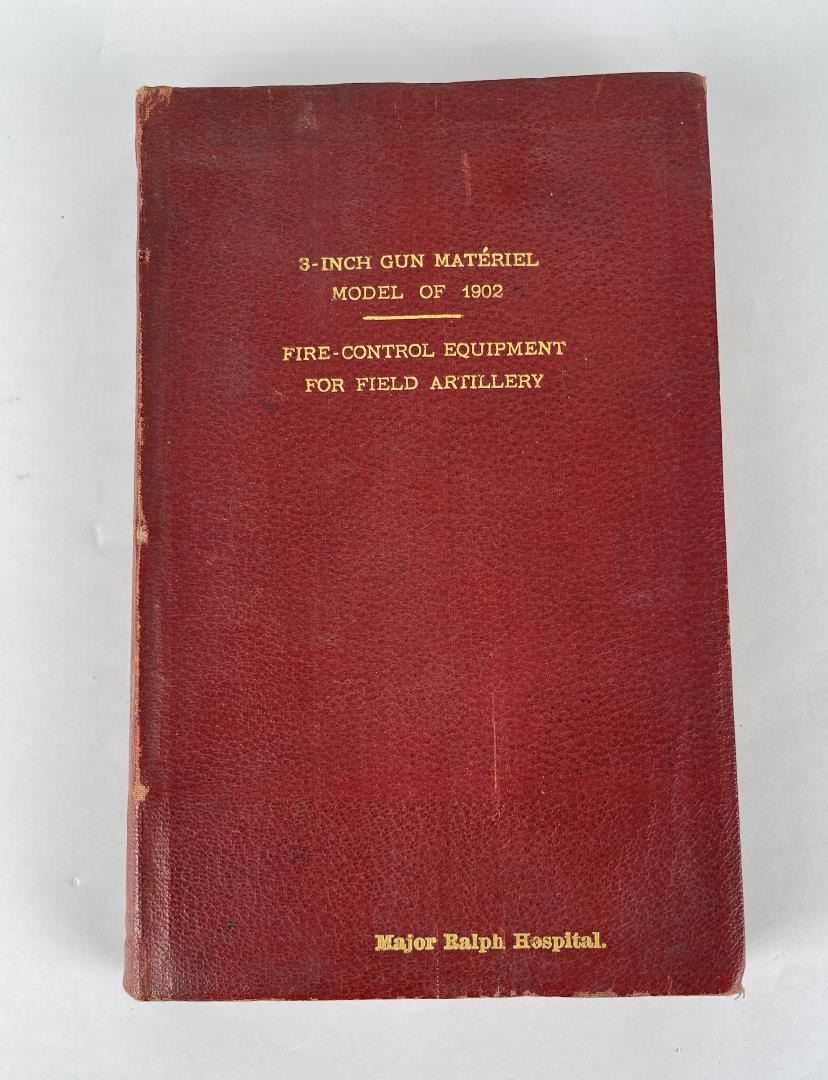 3-INCH GUN MATÉRIEL
MODEL OF 1902
FIRE-CONTROL EQUIPMENT
FOR FIELD ARTILLERY
Major Ralph Hospital.